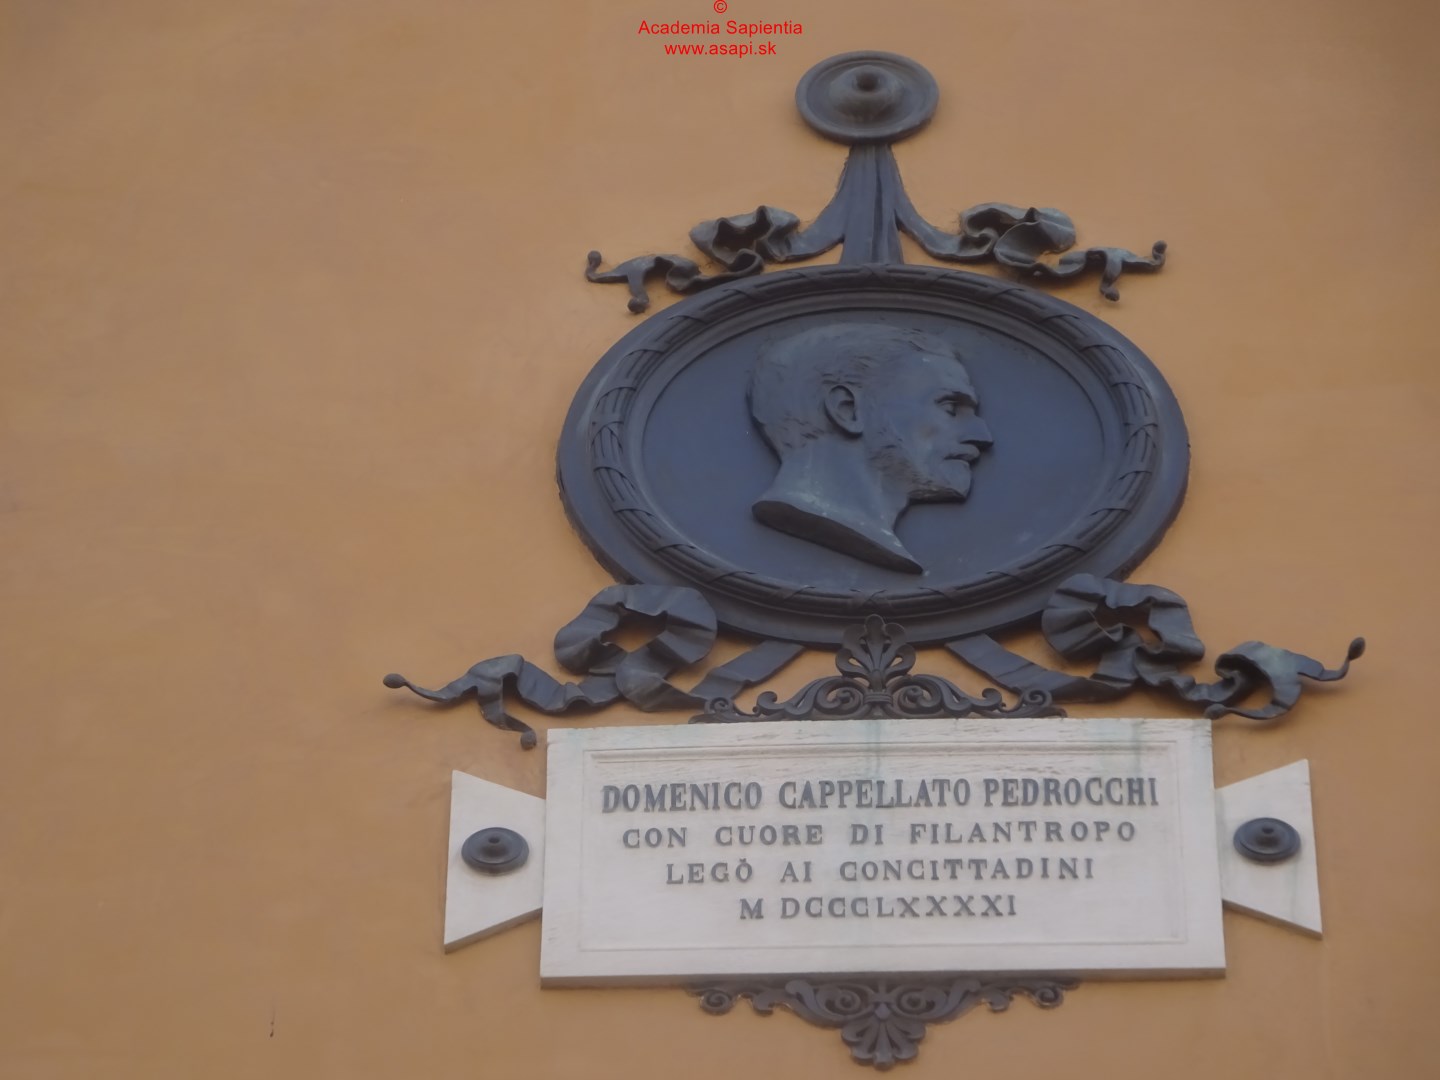 ©
Academia Sapientia
www.asapi.sk
DOMENICO CAPPELLATO PEDROCCHI
CON CUORE DI FILANTROPO
LEGÒ AI CONCITTADINI
M DCCCLXXXXI